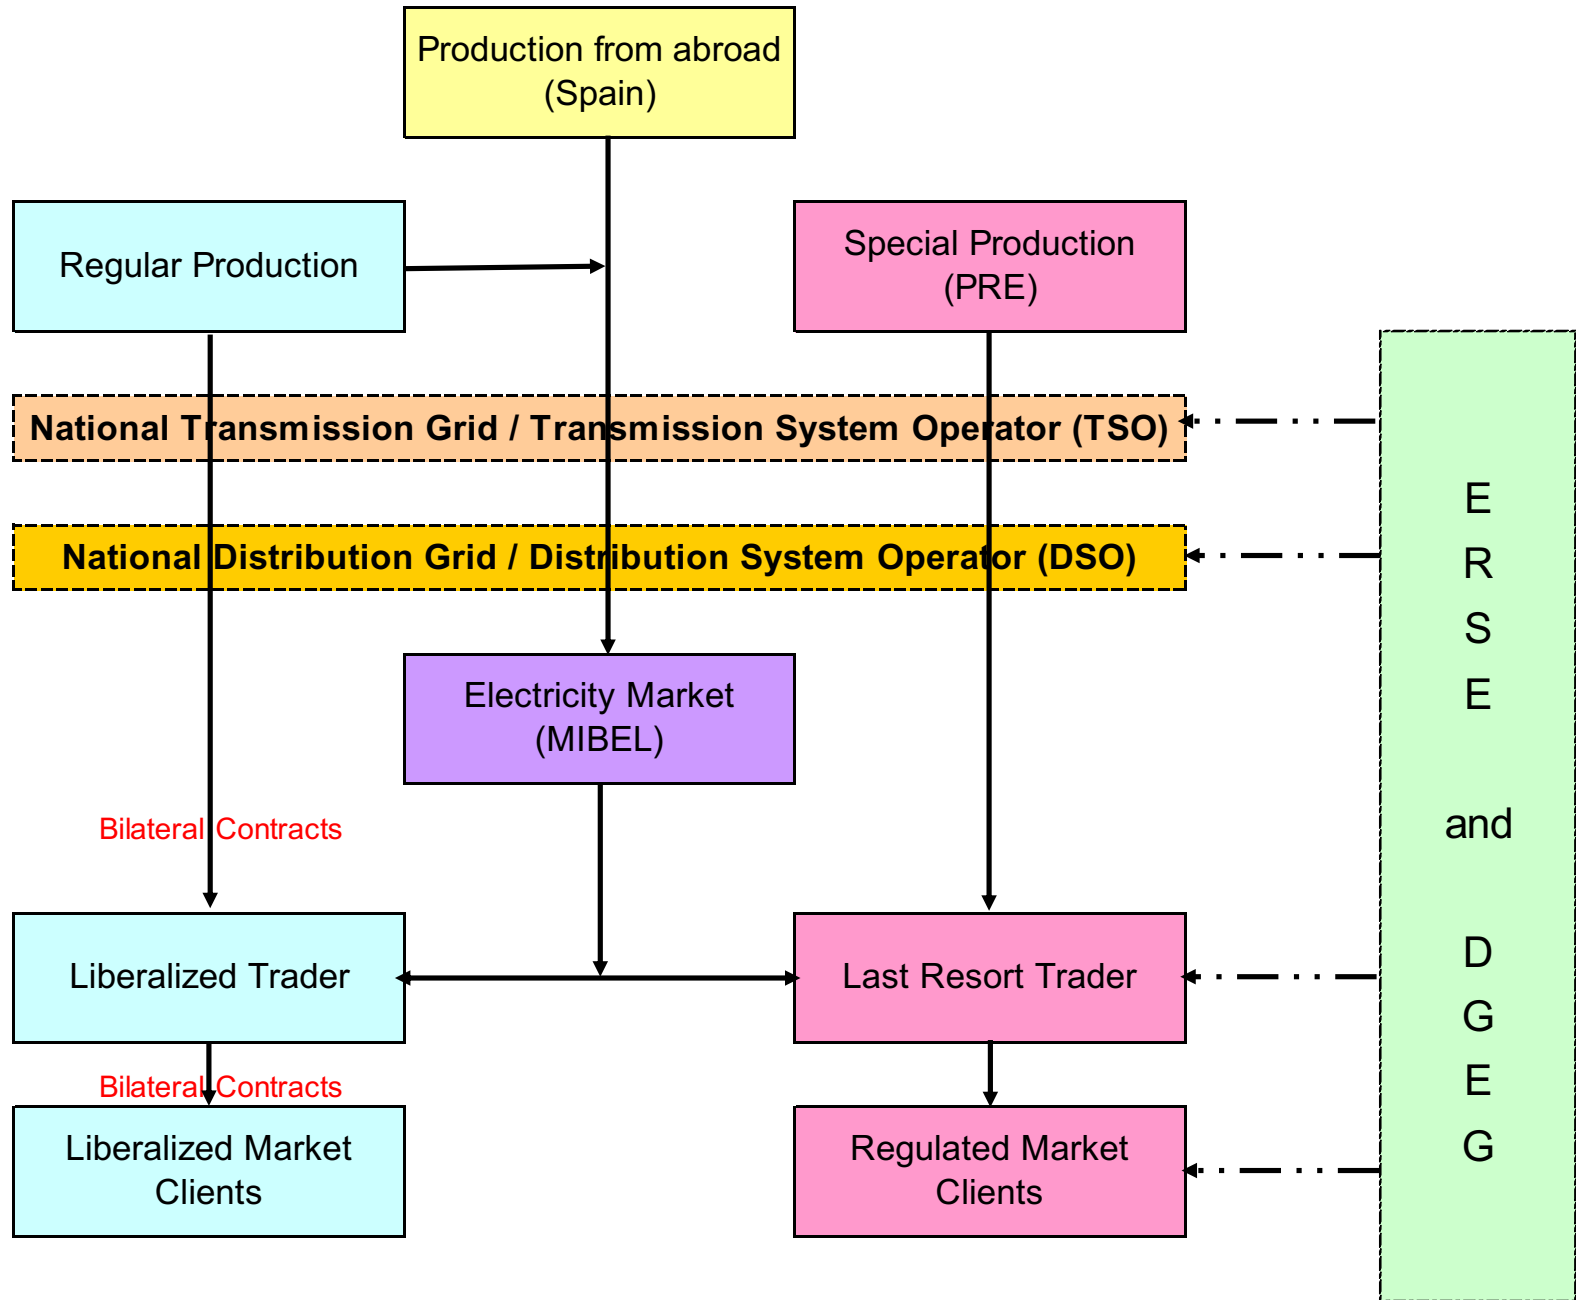 Production from abroad
(Spain)
Regular Production
Special Production
(PRE)
National Transmission Grid / Transmission System Operator (TSO)
National Distribution Grid / Distribution System Operator (DSO)
Electricity Market
(MIBEL)
Bilateral Contracts
Liberalized Trader
Last Resort Trader
Bilateral Contracts
Liberalized Market
Clients
Regulated Market
Clients
E
R
S
E
and
D
G
E
G